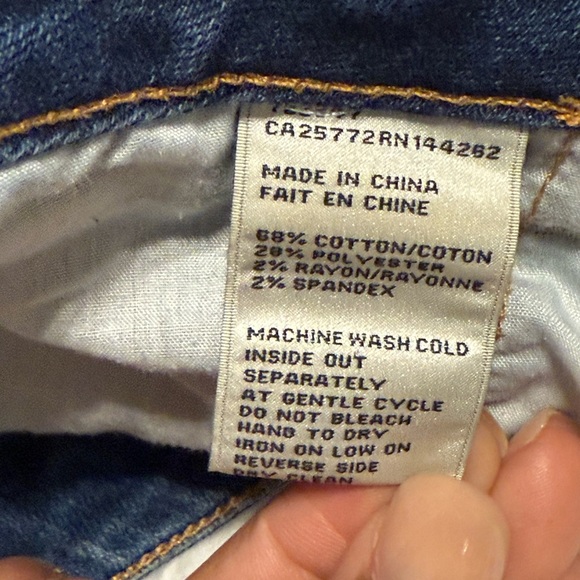 CA25772RN144262
MADE IN CHINA
FAIT EN CHINE
68% COTTON/COTON
28% POLYESTER
2% RAYON/RAYONNE
2% SPANDEX
MACHINE WASH COLD
INSIDE OUT
SEPARATELY
AT GENTLE CYCLE
DO NOT BLEACH
HANG TO DRY
IRON ON LOW ON
REVERSE SIDE
DRY CLEAN